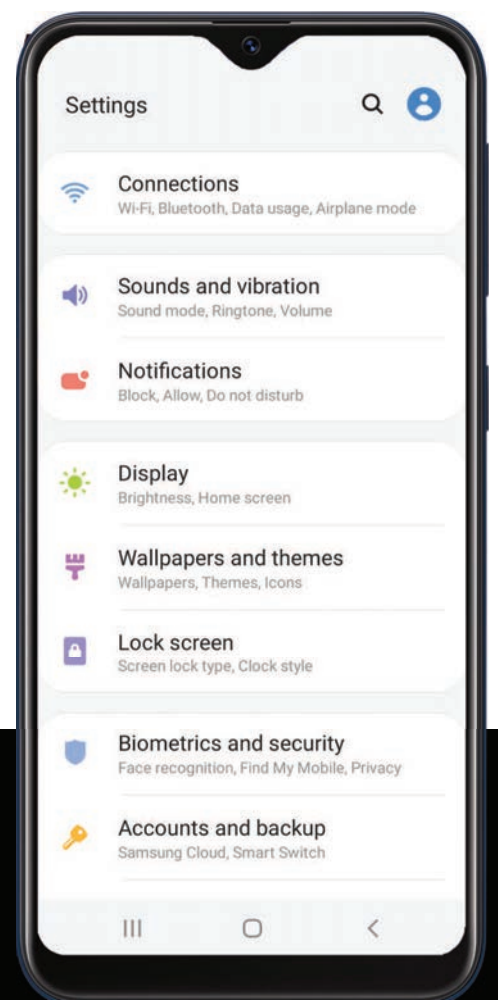 Settings
Connections
Wi-Fi, Bluetooth, Data usage, Airplane mode
Sounds and vibration
Sound mode, Ringtone, Volume
Notifications
Block, Allow, Do not disturb
Display
Brightness, Home screen
Wallpapers and themes
Wallpapers, Themes, Icons
Lock screen
Screen lock type, Clock style
Biometrics and security
Face recognition, Find My Mobile, Privacy
Accounts and backup
Samsung Cloud, Smart Switch